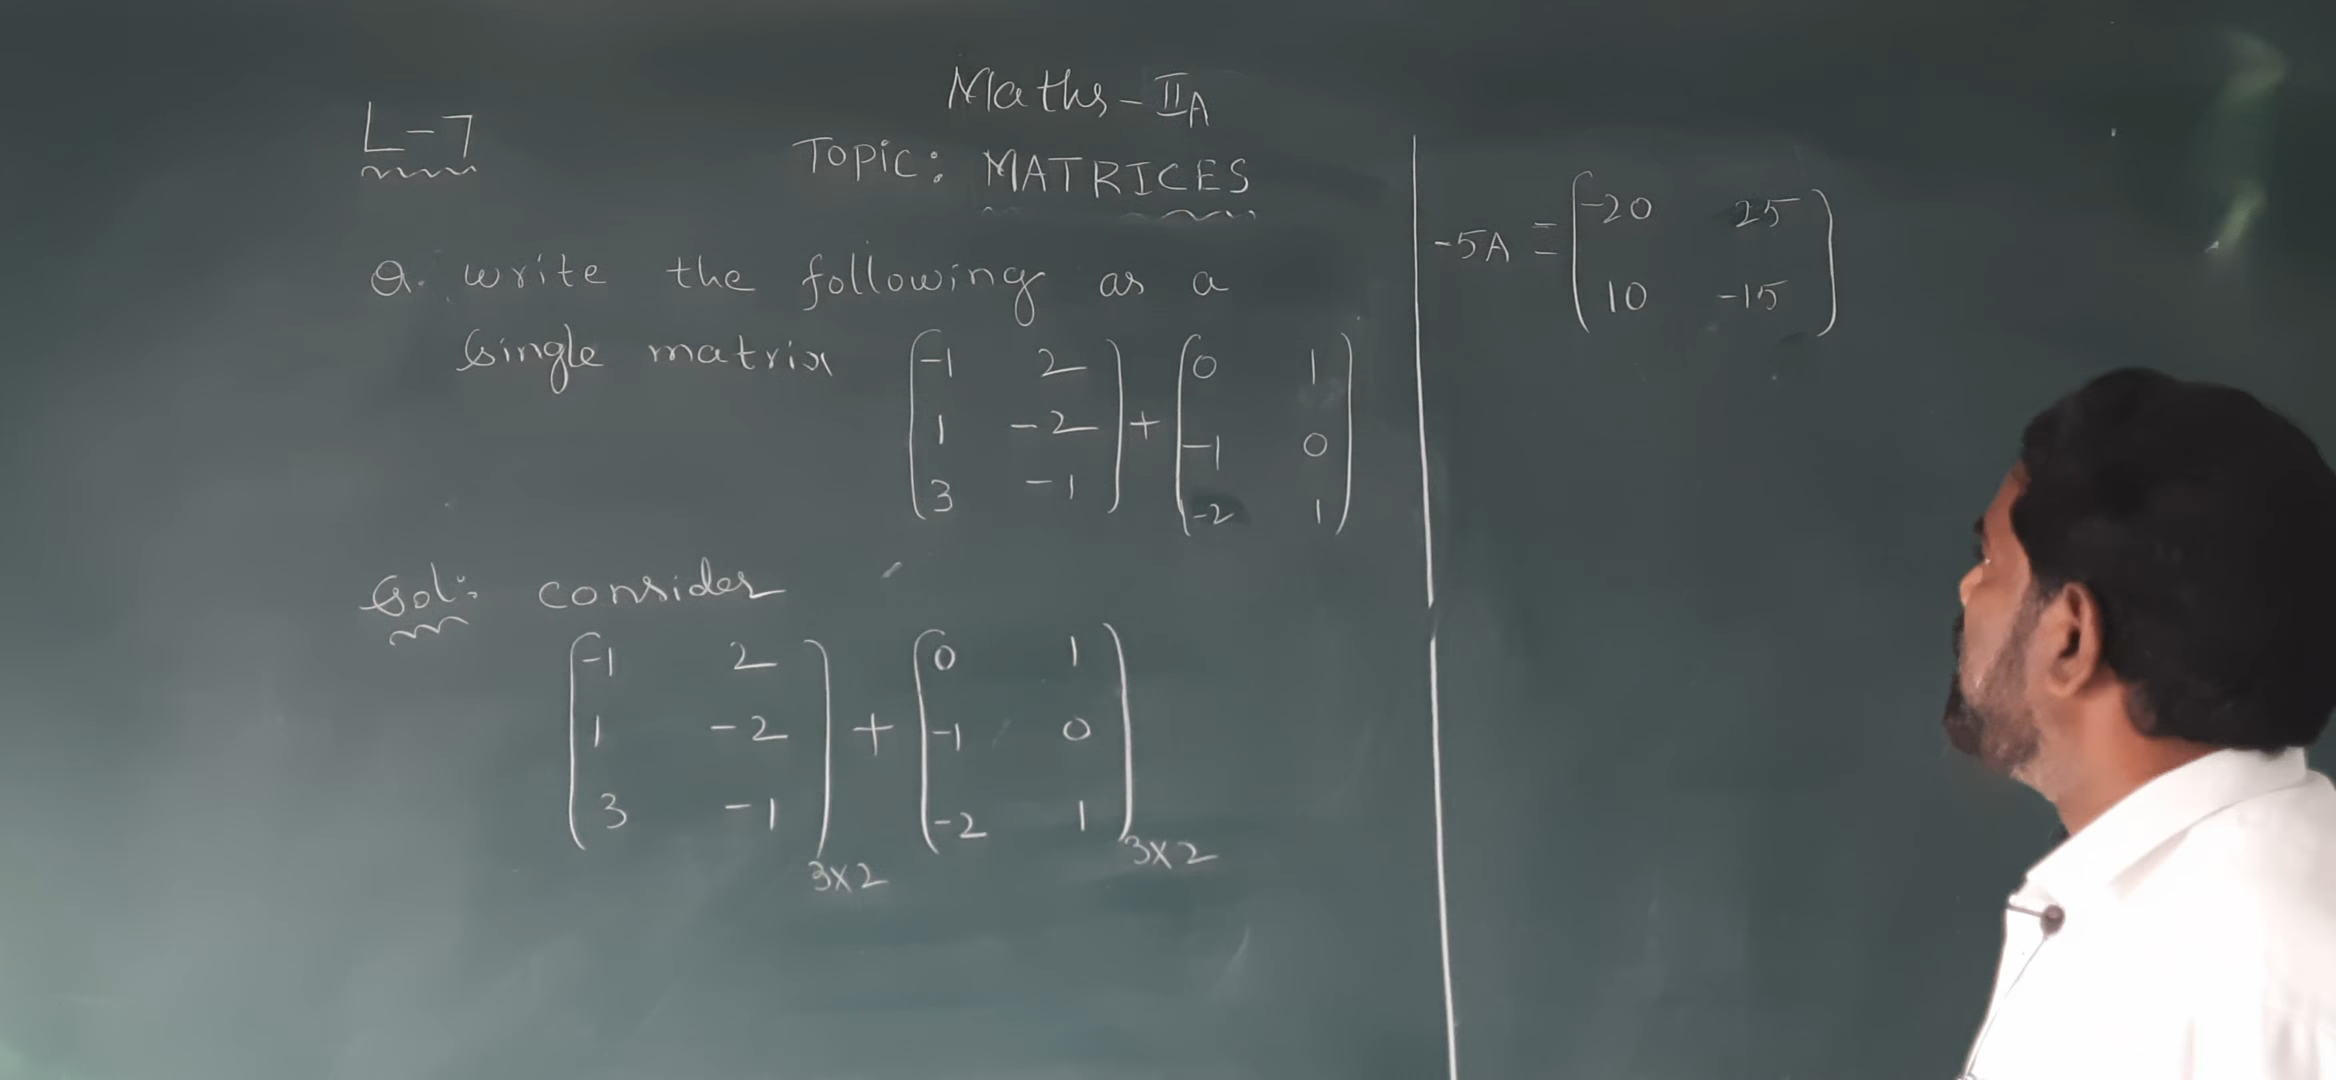 L-7
Maths - IIA
Topic: MATRICES
Q. write the following as a
single matrix [-1 2; 1 -2; 3 -1] + [0 1; -1 0; -2 1]
Sol: consider
[-1 2; 1 -2; 3 -1] 3x2 + [0 1; -1 0; -2 1] 3x2
-5A = [-20 25; 10 -15]